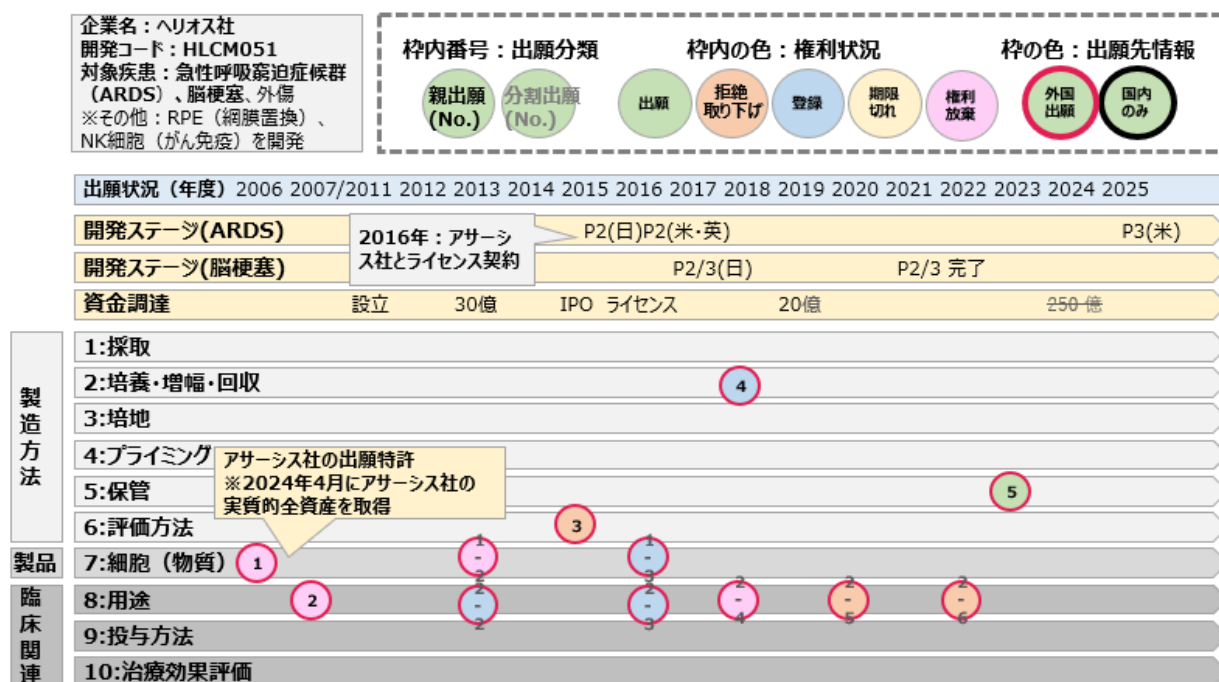 企業名：ヘリオス社
開発コード：HLCM051
対象疾患：急性呼吸窮迫症候群
（ARDS）、脳梗塞、外傷
※その他：RPE（網膜置換）、
NK細胞（がん免疫）を開発
枠内番号：出願分類
枠内の色：権利状況
枠の色：出願先情報
親出願
(No.)
分割出願
(No.)
出願
拒絶
取り下げ
登録
期限
切れ
権利
放棄
外国
出願
国内
のみ
出願状況（年度）2006 2007/2011 2012 2013 2014 2015 2016 2017 2018 2019 2020 2021 2022 2023 2024 2025
開発ステージ(ARDS)
P2(日)P2(米・英)
P3(米)
2016年：アサーシ
ス社とライセンス契約
開発ステージ(脳梗塞)
P2/3(日)
P2/3 完了
資金調達
設立
30億
IPO
ライセンス
20億
250 億
製造方法
1:採取
2:培養・増幅・回収
4
3:培地
4:プライミング
アサーシス社の出願特許
※2024年4月にアサーシス社の
実質的全資産を取得
5:保管
5
6:評価方法
3
製品
7:細胞（物質）
1
1-2
1-3
臨床関連
8:用途
2
2-2
2-3
2-4
2-5
2-6
9:投与方法
10:治療効果評価